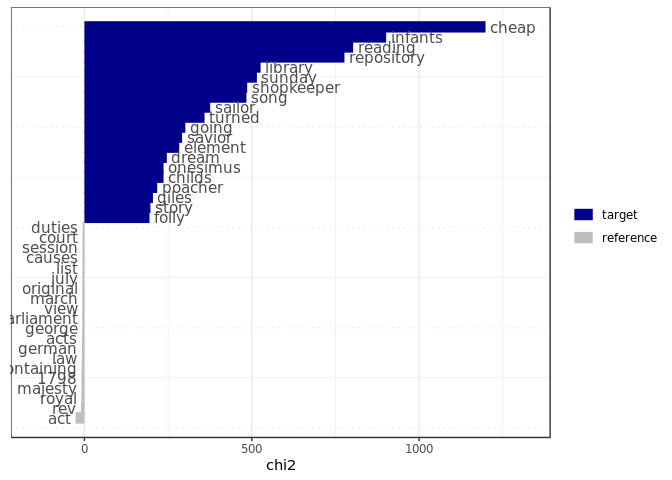 cheap
infants
reading
repository
library
sunday
shopkeeper
song
sailor
turned
going
savior
element
dream
onesimus
childs
poacher
giles
story
folly
duties
court
session
causes
list
july
original
march
view
arliament
george
acts
german
law
ontaining
1798
majesty
royal
rev
act
0 500 1000
chi2
target
reference